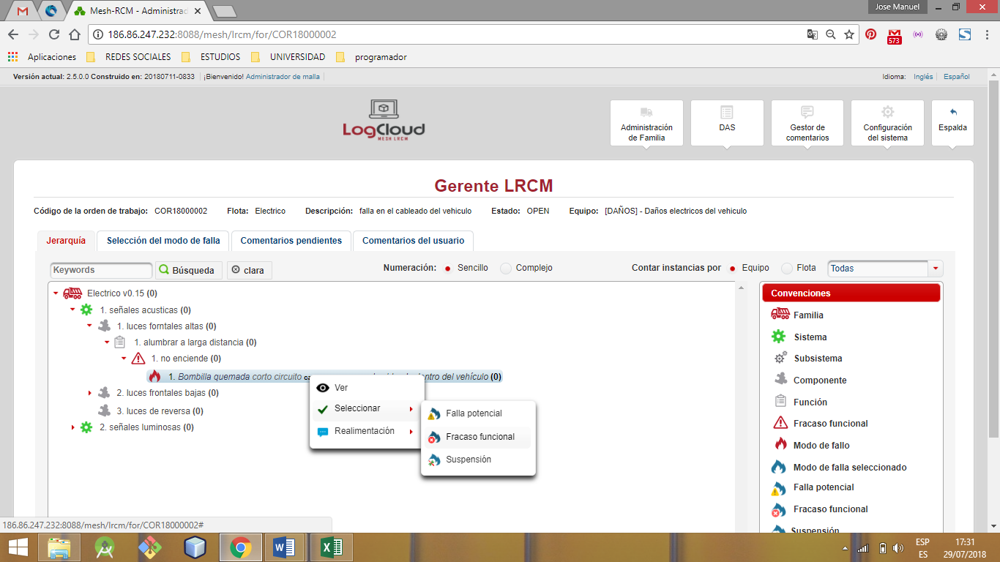 Mesh-RCM - Administrad
Jose Manuel
186.86.247.232:8088/mesh/lrcm/for/COR18000002
573
Aplicaciones REDES SOCIALES ESTUDIOS UNIVERSIDAD programador
Versión actual: 2.5.0.0 Construido en: 20180711-0833 ¡Bienvenido! Administrador de malla
Idioma: Inglés Español
LogCloud
MESH LRCM
Administración
de Familia
DAS
Gestor de
comentarios
Configuración
del sistema
Espalda
Gerente LRCM
Código de la orden de trabajo: COR18000002 Flota: Electrico Descripción: falla en el cableado del vehiculo Estado: OPEN Equipo: [DAÑOS] - Daños electricos del vehiculo
Jerarquía Selección del modo de falla Comentarios pendientes Comentarios del usuario
Keywords Búsqueda clara Numeración: Sencillo Complejo Contar instancias por Equipo Flota Todas
Electrico v0.15 (0)
1. señales acusticas (0)
1. luces forntales altas (0)
1. alumbrar a larga distancia (0)
1. no enciende (0)
1. Bombilla quemada corto circuito ntro del vehículo (0)
2. luces frontales bajas (0)
3. luces de reversa (0)
2. señales luminosas (0)
Ver
Seleccionar
Realimentación
Falla potencial
Fracaso funcional
Suspensión
Convenciones
Familia
Sistema
Subsistema
Componente
Función
Fracaso funcional
Modo de fallo
Modo de falla seleccionado
Falla potencial
Fracaso funcional
Suspensión
186.86.247.232:8088/mesh/lrcm/for/COR18000002#
ESP
ES
17:31
29/07/2018